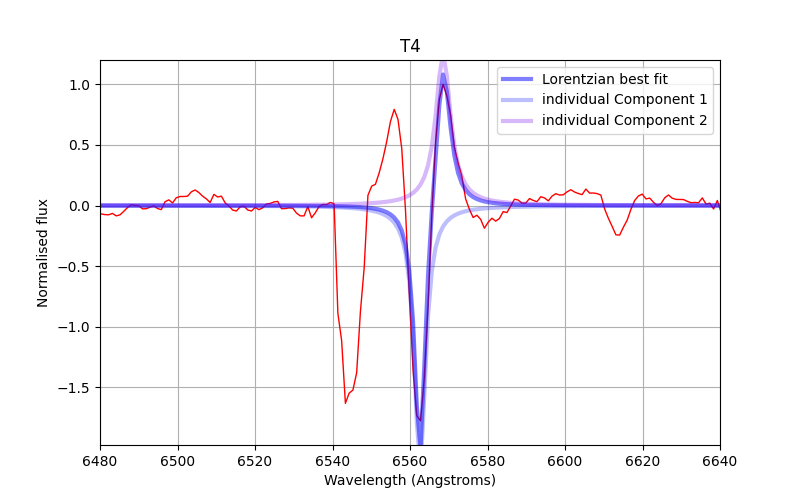 T4
Lorentzian best fit
individual Component 1
individual Component 2
Normalised flux
1.0
0.5
0.0
−0.5
−1.0
−1.5
6480 6500 6520 6540 6560 6580 6600 6620 6640
Wavelength (Angstroms)